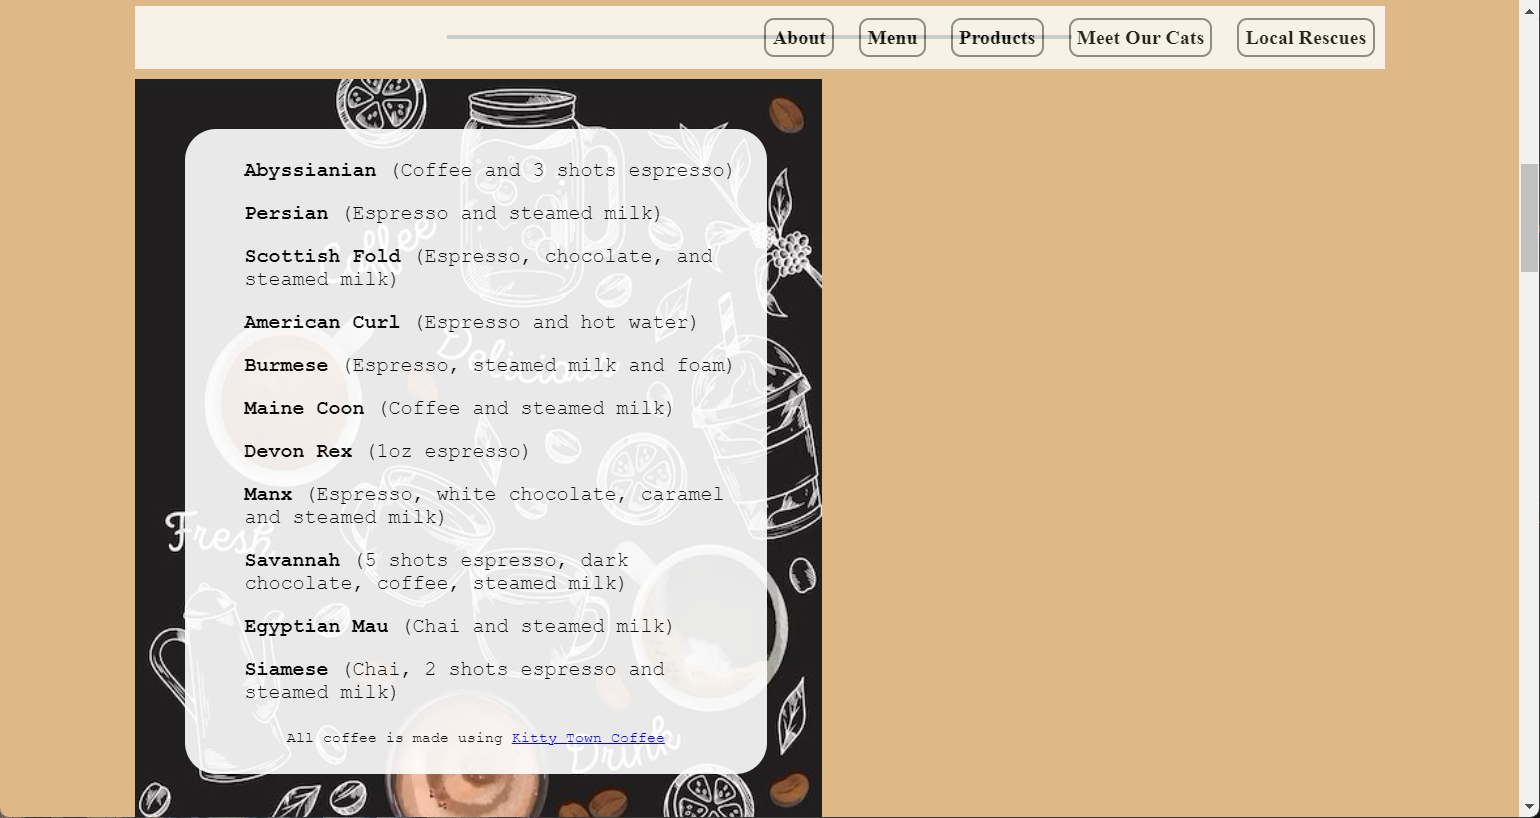 About Menu Products Meet Our Cats Local Rescues
Abyssianian (Coffee and 3 shots espresso)
Persian (Espresso and steamed milk)
Coffee
Scottish Fold (Espresso, chocolate, and
steamed milk)
American Curl (Espresso and hot water)
Delicious
Burmese (Espresso, steamed milk and foam)
Maine Coon (Coffee and steamed milk)
Devon Rex (1oz espresso)
Manx (Espresso, white chocolate, caramel
and steamed milk)
Fresh
Savannah (5 shots espresso, dark
chocolate, coffee, steamed milk)
Egyptian Mau (Chai and steamed milk)
Siamese (Chai, 2 shots espresso and
steamed milk)
All coffee is made using Kitty Town Coffee
Drink